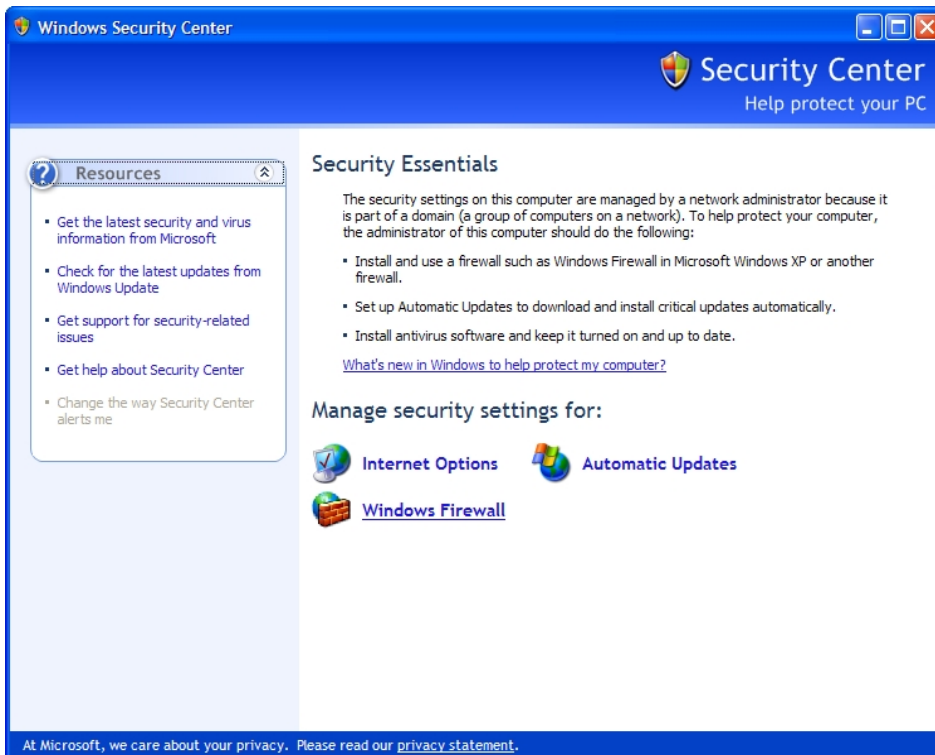 Windows Security Center
Security Center
Help protect your PC
Resources
Get the latest security and virus
information from Microsoft
Check for the latest updates from
Windows Update
Get support for security-related
issues
Get help about Security Center
Change the way Security Center
alerts me
Security Essentials
The security settings on this computer are managed by a network administrator because it
is part of a domain (a group of computers on a network). To help protect your computer,
the administrator of this computer should do the following:
Install and use a firewall such as Windows Firewall in Microsoft Windows XP or another
firewall.
Set up Automatic Updates to download and install critical updates automatically.
Install antivirus software and keep it turned on and up to date.
What's new in Windows to help protect my computer?
Manage security settings for:
Internet Options
Automatic Updates
Windows Firewall
At Microsoft, we care about your privacy. Please read our privacy statement.